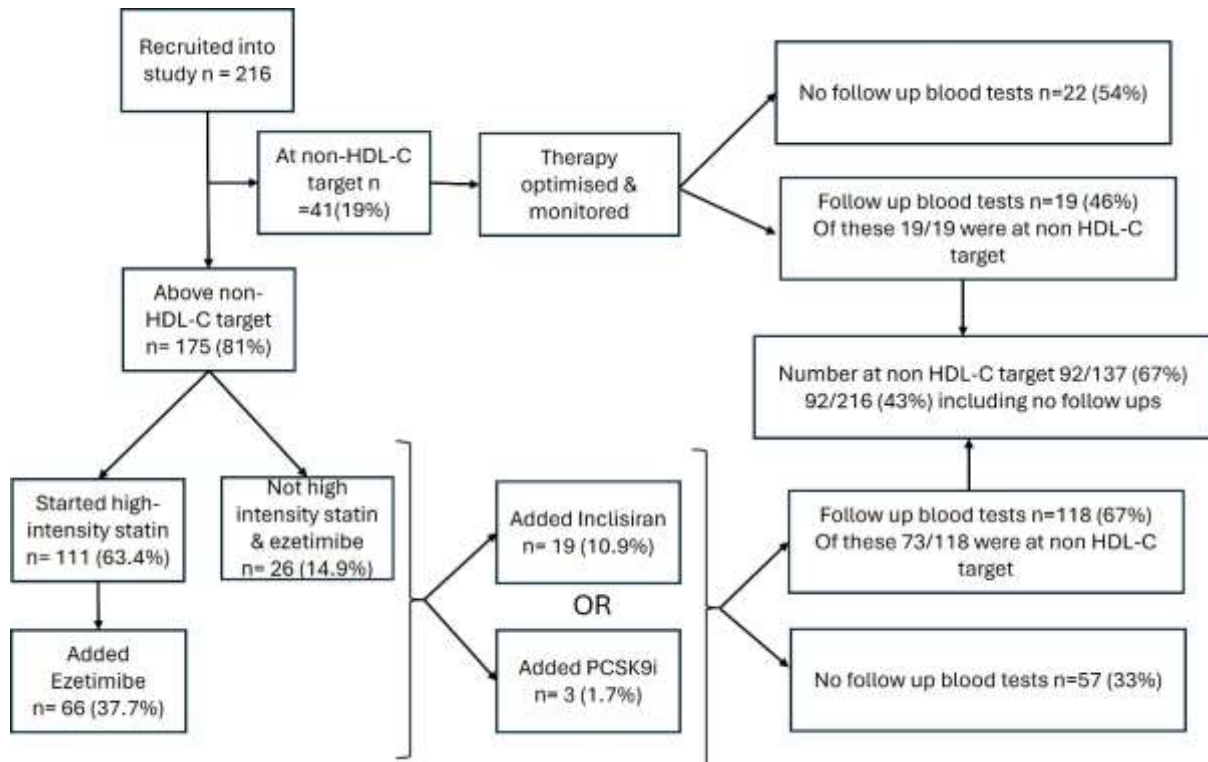 Recruited into
study n = 216
No follow up blood tests n=22 (54%)
At non-HDL-C
target n
=41(19%)
Therapy
optimised &
monitored
Follow up blood tests n=19 (46%)
Of these 19/19 were at non HDL-C
target
Above non-
HDL-C target
n= 175 (81%)
Number at non HDL-C target 92/137 (67%)
92/216 (43%) including no follow ups
Started high-
intensity statin
n= 111 (63.4%)
Not high
intensity statin
& ezetimibe
n= 26 (14.9%)
Added Inclisiran
n= 19 (10.9%)
OR
Added PCSK9i
n= 3 (1.7%)
Follow up blood tests n=118 (67%)
Of these 73/118 were at non HDL-C
target
Added
Ezetimibe
n= 66 (37.7%)
No follow up blood tests n=57 (33%)